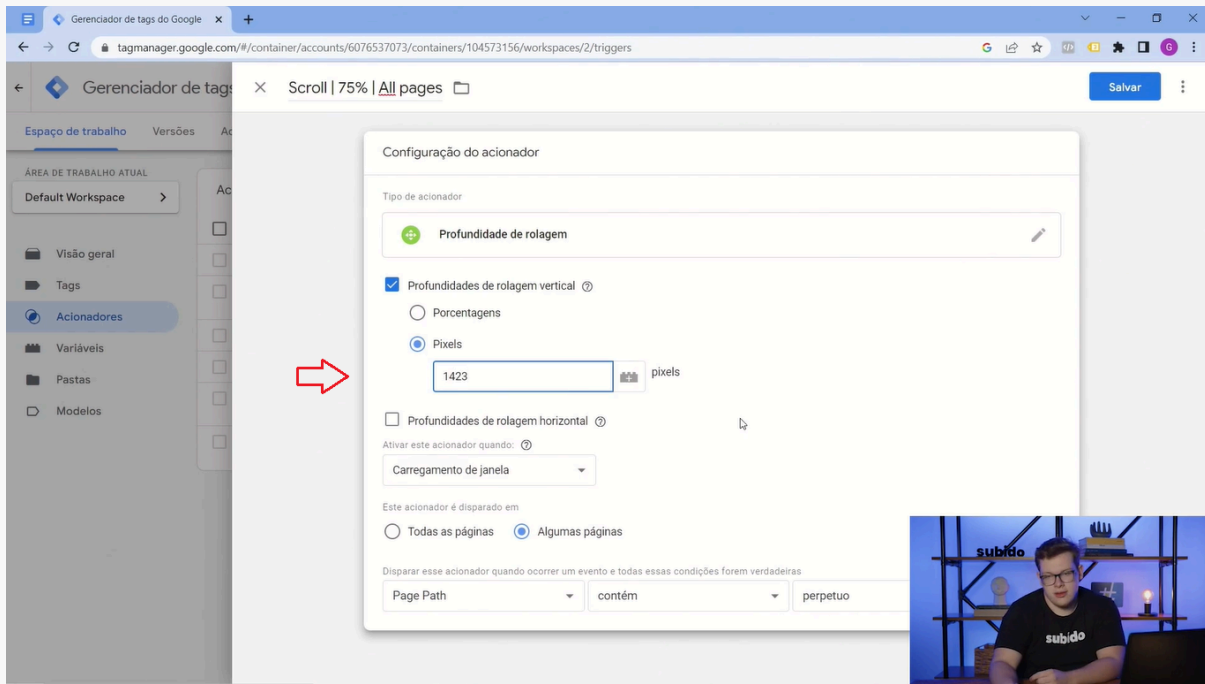 Gerenciador de tags do Google
tagmanager.google.com/#/container/accounts/6076537073/containers/104573156/workspaces/2/triggers
G
Gerenciador de tags
Scroll | 75% | All pages
Salvar
Espaço de trabalho
Versões
Ac
ÁREA DE TRABALHO ATUAL
Default Workspace
Ac
Visão geral
Tags
Acionadores
Variáveis
Pastas
Modelos
Configuração do acionador
Tipo de acionador
Profundidade de rolagem
Profundidades de rolagem vertical
Porcentagens
Pixels
1423
pixels
Profundidades de rolagem horizontal
Ativar este acionador quando:
Carregamento de janela
Este acionador é disparado em
Todas as páginas
Algumas páginas
Disparar esse acionador quando ocorrer um evento e todas essas condições forem verdadeiras
Page Path
contém
perpetuo
subido
#
subido